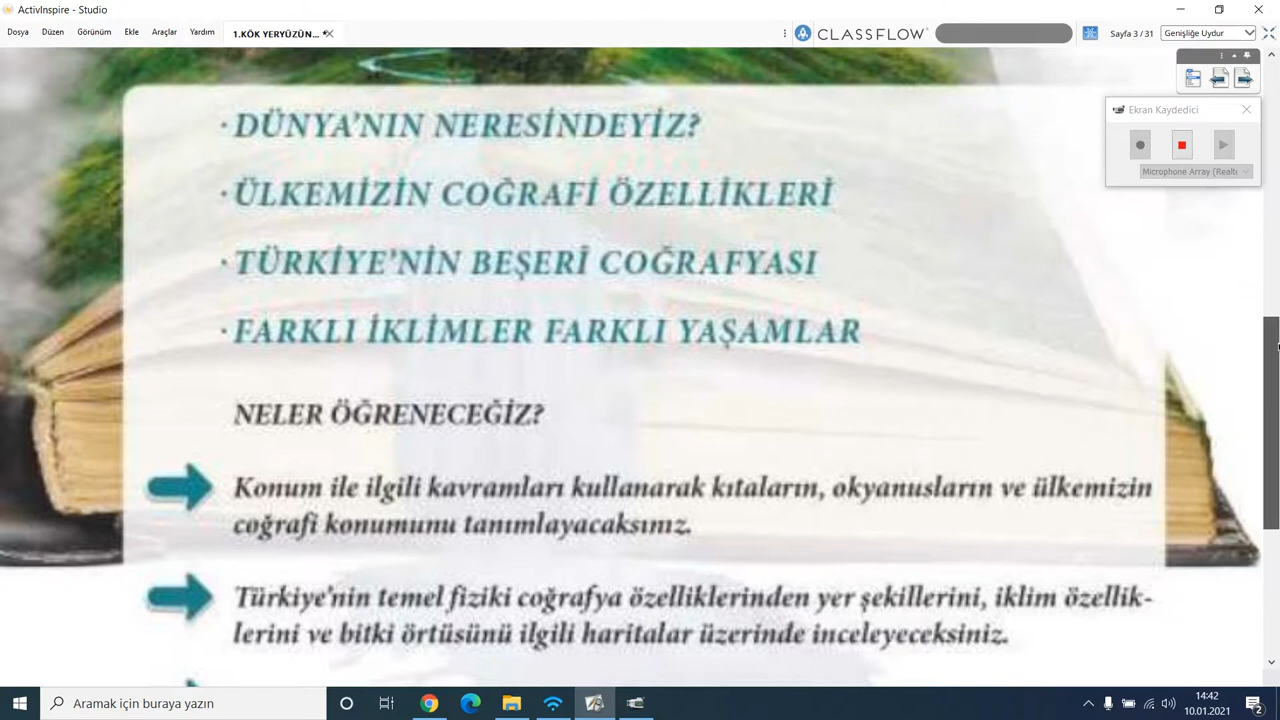 ActivInspire - Studio
Dosya Düzen Görünüm Ekle Araçlar Yardım 1.KÖK YERYÜZÜN... CLASSFLOW Sayfa 3 / 31 Genişliğe Uydur
Ekran Kaydedici
Microphone Array (Realte
· DÜNYA’NIN NERESİNDEYİZ?
· ÜLKEMİZİN COĞRAFİ ÖZELLİKLERİ
· TÜRKİYE’NİN BEŞERÎ COĞRAFYASI
· FARKLI İKLİMLER FARKLI YAŞAMLAR
NELER ÖĞRENECEĞİZ?
Konum ile ilgili kavramları kullanarak kıtaların, okyanusların ve ülkemizin
coğrafi konumunu tanımlayacaksınız.
Türkiye’nin temel fiziki coğrafya özelliklerinden yer şekillerini, iklim özellik-
lerini ve bitki örtüsünü ilgili haritalar üzerinde inceleyeceksiniz.
Aramak için buraya yazın
14:42
10.01.2021
2